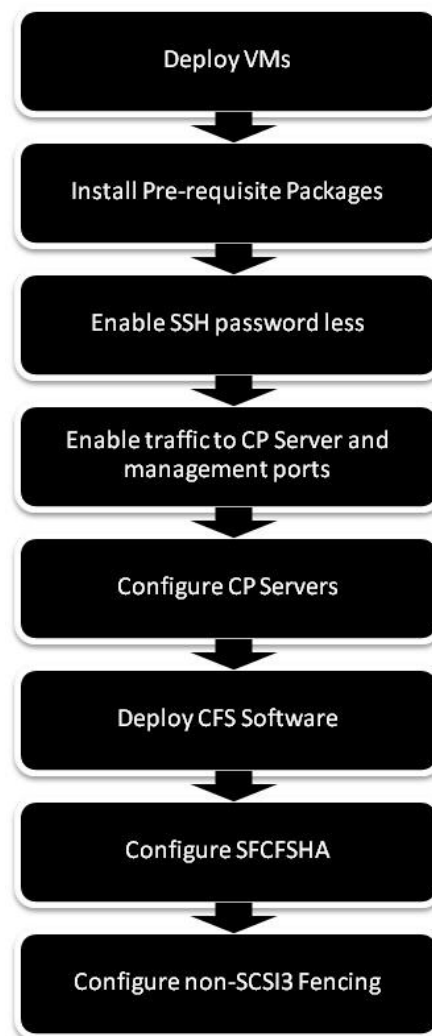 Deploy VMs
Install Pre-requisite Packages
Enable SSH password less
Enable traffic to CP Server and
management ports
Configure CP Servers
Deploy CFS Software
Configure SFCFSHA
Configure non-SCSI3 Fencing